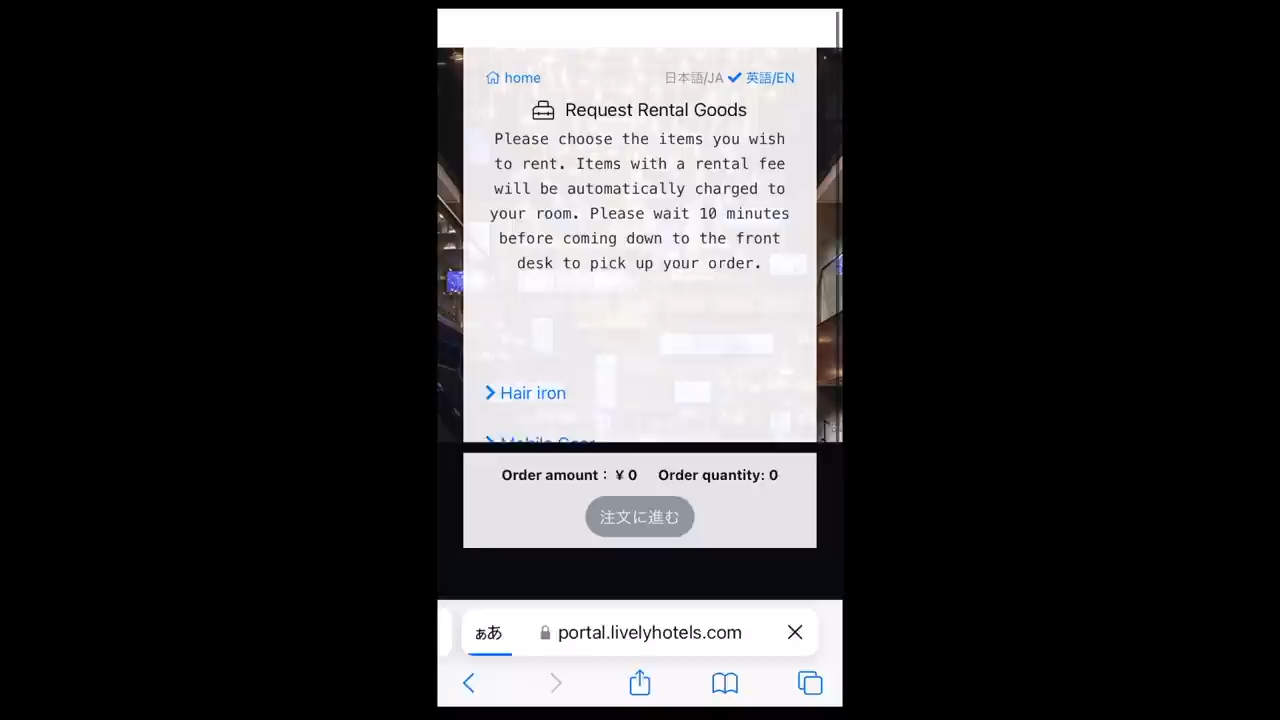 home
日本語/JA 英語/EN
Request Rental Goods
Please choose the items you wish
to rent. Items with a rental fee
will be automatically charged to
your room. Please wait 10 minutes
before coming down to the front
desk to pick up your order.
Hair iron
Mobile Gear
Order amount：￥0 Order quantity: 0
注文に進む
ぁあ portal.livelyhotels.com